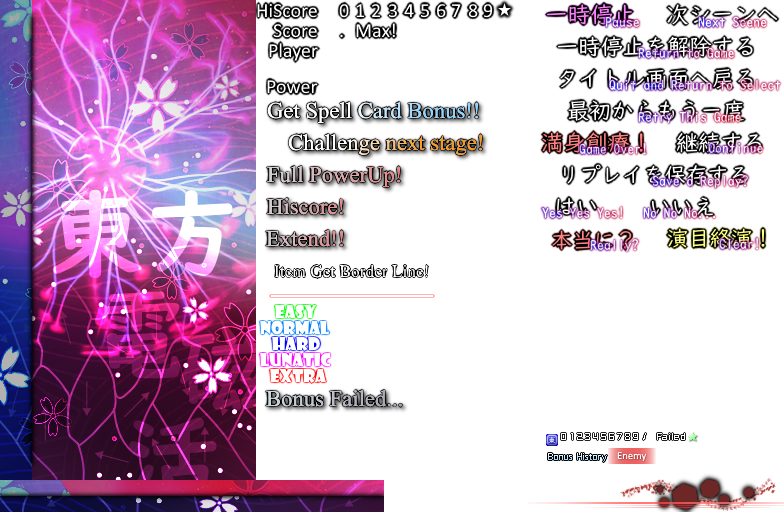 HiScore 0123456789★
Score . Max!
Player
Power
Get Spell Card Bonus!!
Challenge next stage!
Full PowerUp!
Hiscore!
Extend!!
Item Get Border Line!
EASY
NORMAL
HARD
LUNATIC
EXTRA
Bonus Failed...
東方
電
活
一時停止 次シーンへ
Pause Next Scene
一時停止を解除する
Return to Game
タイトル画面へ戻る
Quit and Return to Select
最初からもう一度
Retry This Game
満身創痍！ 継続する
Game Over! Continue
リプレイを保存する
Save a Replay?
はい いいえ
Yes Yes Yes! No No No...
本当に？ 演目終演！
Really? Clear!
0123456789/ Failed★
Bonus History Enemy